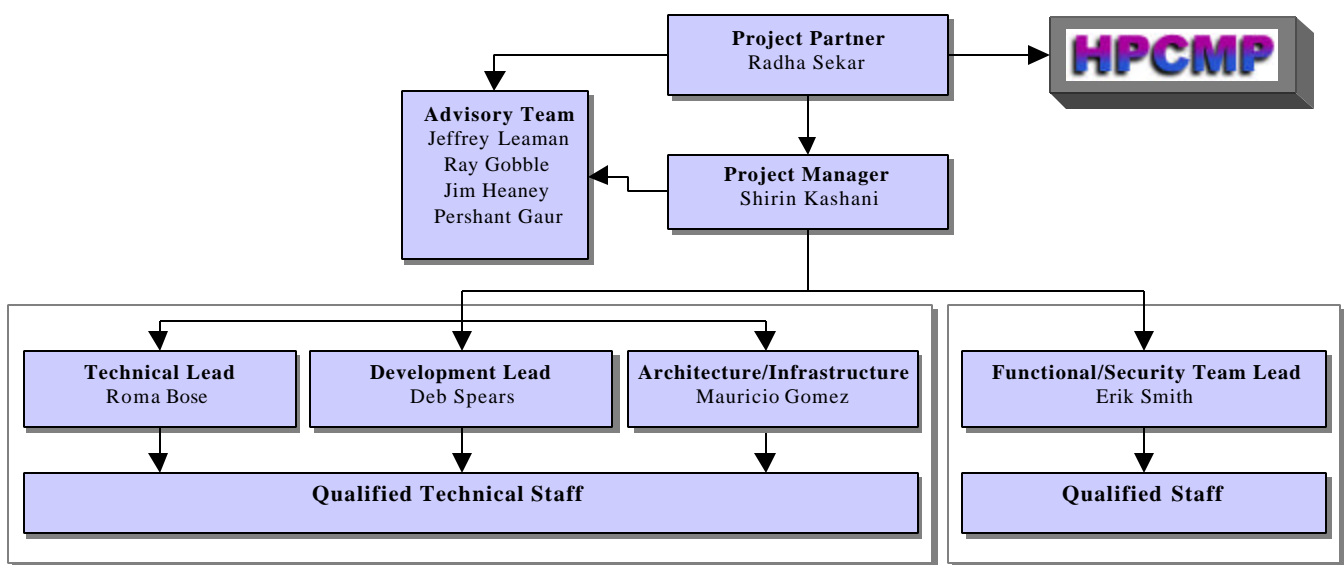 Project Partner
Radha Sekar
HPCMP
Advisory Team
Jeffrey Leaman
Ray Gobble
Jim Heaney
Pershant Gaur
Project Manager
Shirin Kashani
Technical Lead
Roma Bose
Development Lead
Deb Spears
Architecture/Infrastructure
Mauricio Gomez
Functional/Security Team Lead
Erik Smith
Qualified Technical Staff
Qualified Staff